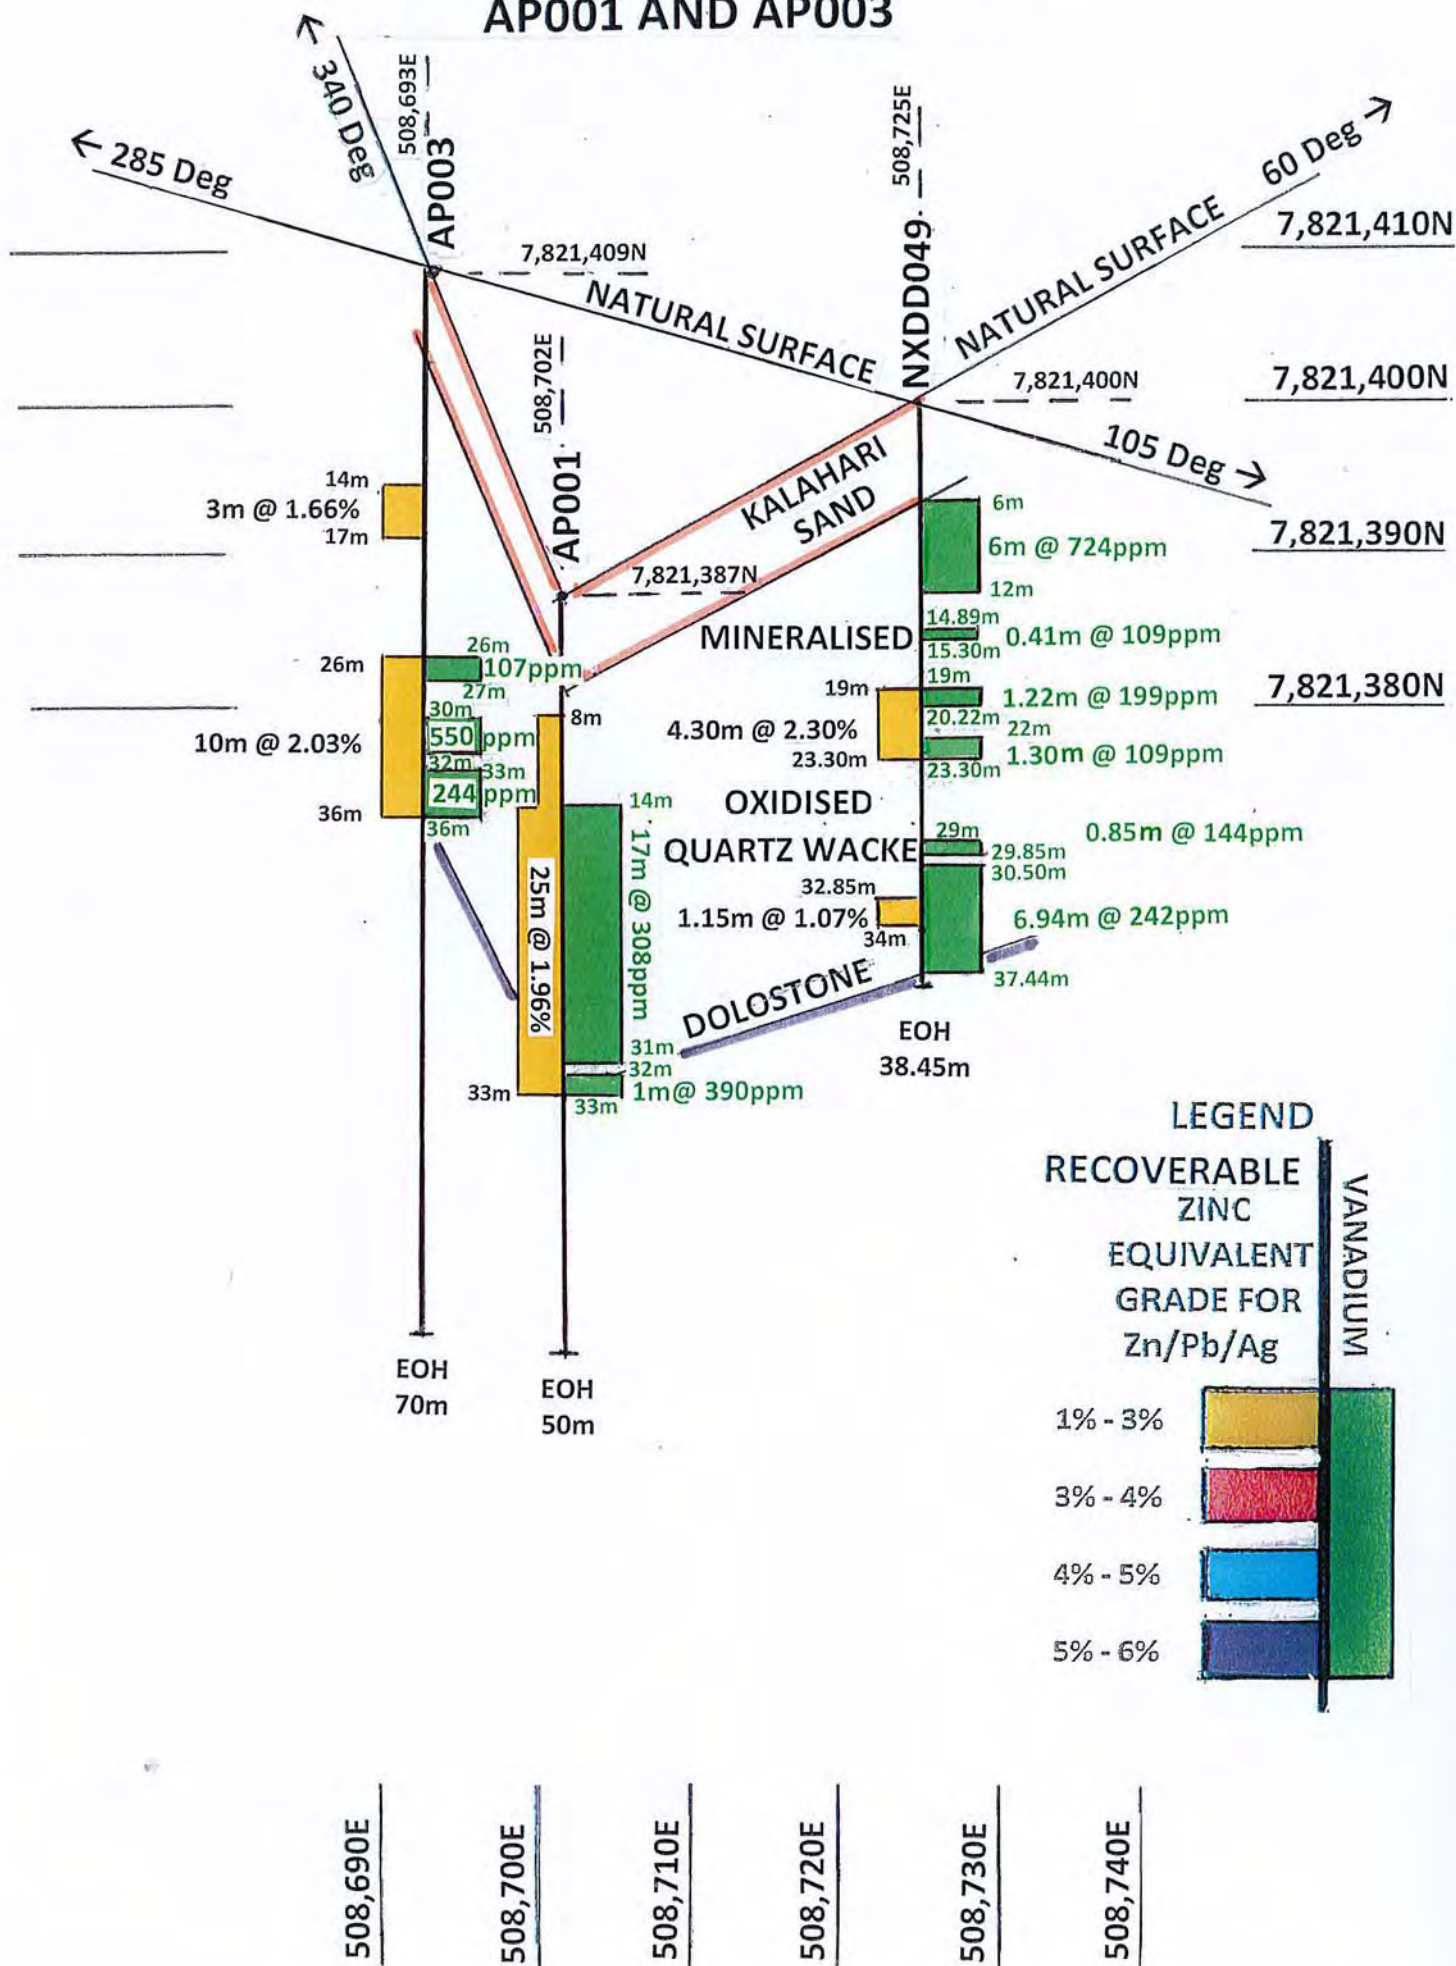 AP001 AND AP003
← 340 Deg
508,693E
AP003
← 285 Deg
508,725E
NXDD049
60 Deg →
NATURAL SURFACE
7,821,410N
7,821,409N
NATURAL SURFACE
508,702E
AP001
7,821,400N
7,821,400N
105 Deg →
KALAHARI
SAND
14m
3m @ 1.66%
17m
6m
6m @ 724ppm
12m
7,821,390N
7,821,387N
MINERALISED
14.89m
0.41m @ 109ppm
15.30m
26m
26m
107ppm
27m
30m
550 ppm
32m
33m
244 ppm
36m
10m @ 2.03%
36m
8m
19m
4.30m @ 2.30%
23.30m
19m
1.22m @ 199ppm
20.22m
22m
1.30m @ 109ppm
23.30m
7,821,380N
OXIDISED
QUARTZ WACKE
14m
17m @ 308ppm
25m @ 1.96%
31m
32m
33m
33m
1m@ 390ppm
29m
0.85m @ 144ppm
29.85m
30.50m
32.85m
1.15m @ 1.07%
34m
6.94m @ 242ppm
37.44m
DOLOSTONE
EOH
38.45m
EOH
70m
EOH
50m
LEGEND
RECOVERABLE
ZINC
EQUIVALENT
GRADE FOR
Zn/Pb/Ag
VANADIUM
1% - 3%
3% - 4%
4% - 5%
5% - 6%
508,690E
508,700E
508,710E
508,720E
508,730E
508,740E